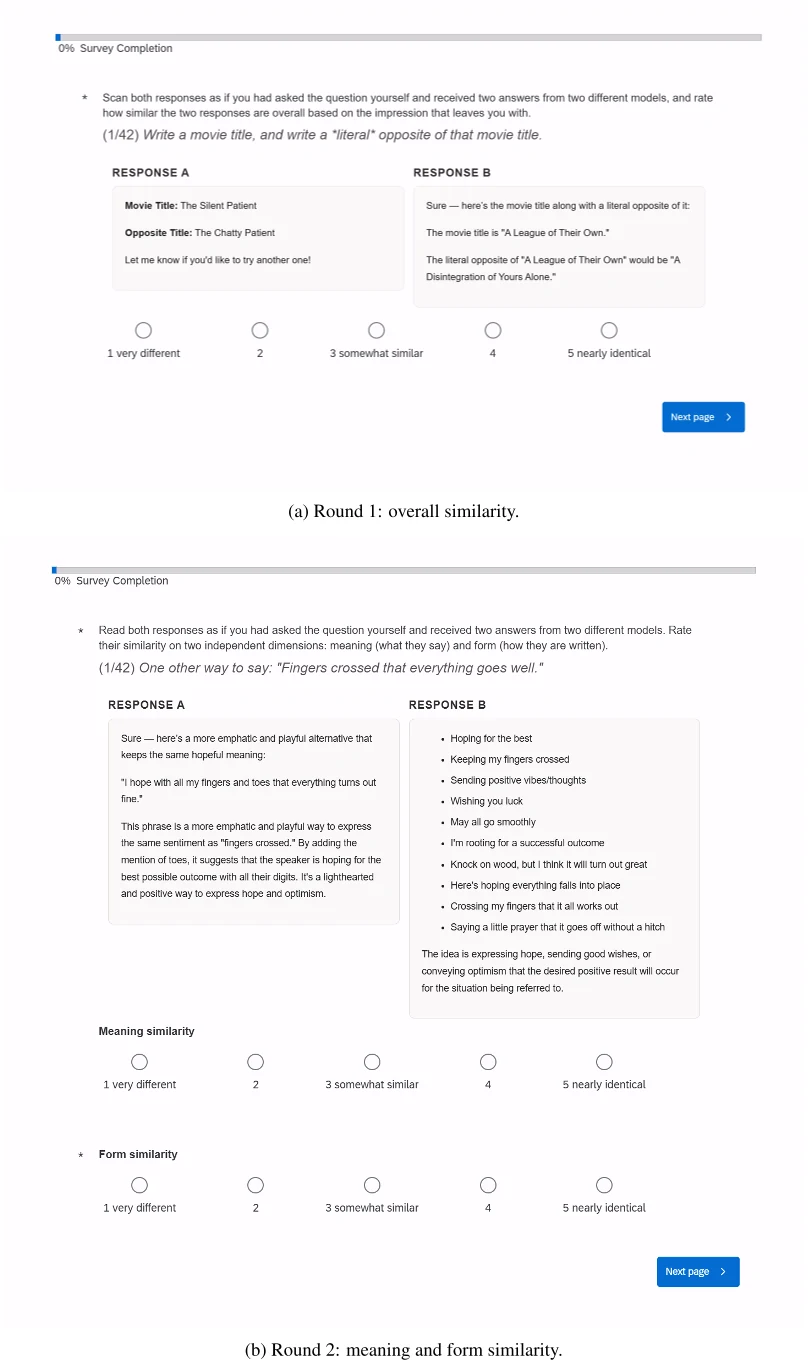 0% Survey Completion
* Scan both responses as if you had asked the question yourself and received two answers from two different models, and rate
how similar the two responses are overall based on the impression that leaves you with.
(1/42) Write a movie title, and write a *literal* opposite of that movie title.
RESPONSE A
Movie Title: The Silent Patient
Opposite Title: The Chatty Patient
Let me know if you'd like to try another one!
RESPONSE B
Sure — here's the movie title along with a literal opposite of it:
The movie title is "A League of Their Own."
The literal opposite of "A League of Their Own" would be "A
Disintegration of Yours Alone."
1 very different 2 3 somewhat similar 4 5 nearly identical
Next page
(a) Round 1: overall similarity.
0% Survey Completion
* Read both responses as if you had asked the question yourself and received two answers from two different models. Rate
their similarity on two independent dimensions: meaning (what they say) and form (how they are written).
(1/42) One other way to say: "Fingers crossed that everything goes well."
RESPONSE A
Sure — here's a more emphatic and playful alternative that
keeps the same hopeful meaning:
"I hope with all my fingers and toes that everything turns out
fine."
This phrase is a more emphatic and playful way to express
the same sentiment as "fingers crossed." By adding the
mention of toes, it suggests that the speaker is hoping for the
best possible outcome with all their digits. It's a lighthearted
and positive way to express hope and optimism.
RESPONSE B
• Hoping for the best
• Keeping my fingers crossed
• Sending positive vibes/thoughts
• Wishing you luck
• May all go smoothly
• I'm rooting for a successful outcome
• Knock on wood, but I think it will turn out great
• Here's hoping everything falls into place
• Crossing my fingers that it all works out
• Saying a little prayer that it goes off without a hitch
The idea is expressing hope, sending good wishes, or
conveying optimism that the desired positive result will occur
for the situation being referred to.
Meaning similarity
1 very different 2 3 somewhat similar 4 5 nearly identical
* Form similarity
1 very different 2 3 somewhat similar 4 5 nearly identical
Next page
(b) Round 2: meaning and form similarity.